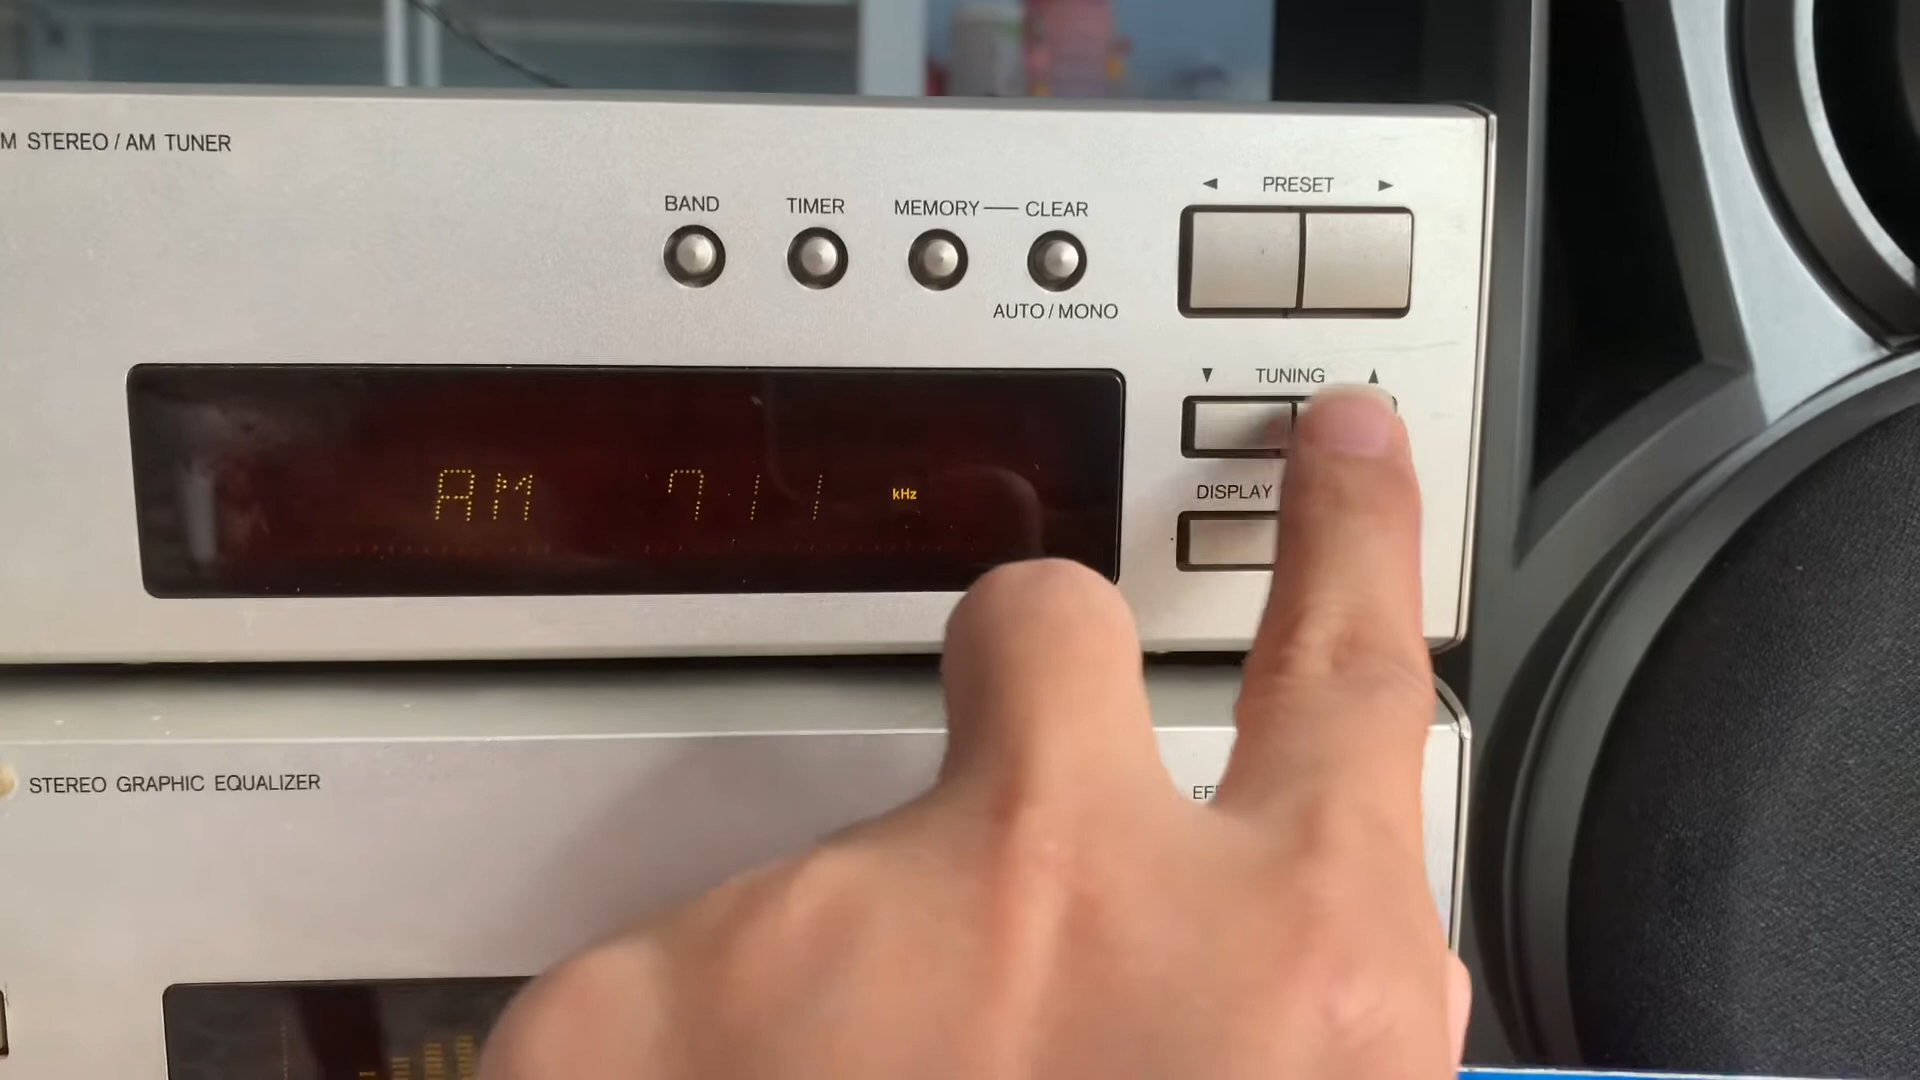 M STEREO / AM TUNER
BAND
TIMER
MEMORY
CLEAR
AUTO / MONO
◄ PRESET ►
▼ TUNING ▲
AM 711 kHz
DISPLAY
STEREO GRAPHIC EQUALIZER